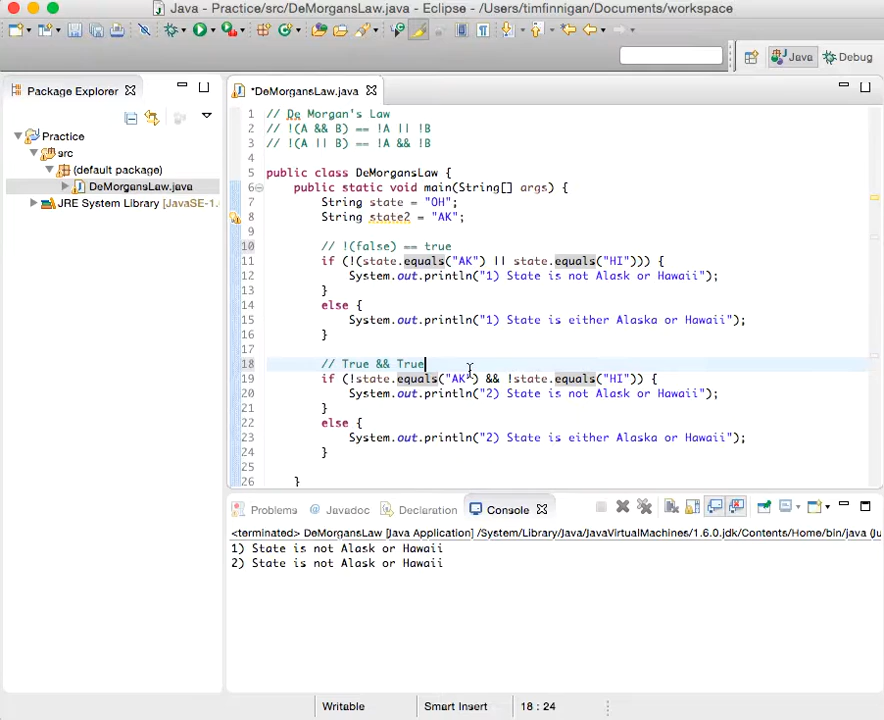 Java - Practice/src/DeMorgansLaw.java - Eclipse - /Users/timfinnigan/Documents/workspace
Java
Debug
Package Explorer
Practice
src
(default package)
DeMorgansLaw.java
JRE System Library [JavaSE-1.
*DeMorgansLaw.java
1 // De Morgan's Law
2 // !(A && B) == !A || !B
3 // !(A || B) == !A && !B
4
5 public class DeMorgansLaw {
6 public static void main(String[] args) {
7 String state = "OH";
8 String state2 = "AK";
9
10 // !(false) == true
11 if (!(state.equals("AK") || state.equals("HI"))) {
12 System.out.println("1) State is not Alask or Hawaii");
13 }
14 else {
15 System.out.println("1) State is either Alaska or Hawaii");
16 }
17
18 // True && True
19 if (!state.equals("AK") && !state.equals("HI")) {
20 System.out.println("2) State is not Alask or Hawaii");
21 }
22 else {
23 System.out.println("2) State is either Alaska or Hawaii");
24 }
25
26 }
Problems
Javadoc
Declaration
Console
<terminated> DeMorgansLaw [Java Application] /System/Library/Java/JavaVirtualMachines/1.6.0.jdk/Contents/Home/bin/java (Ju
1) State is not Alask or Hawaii
2) State is not Alask or Hawaii
Writable
Smart Insert
18 : 24